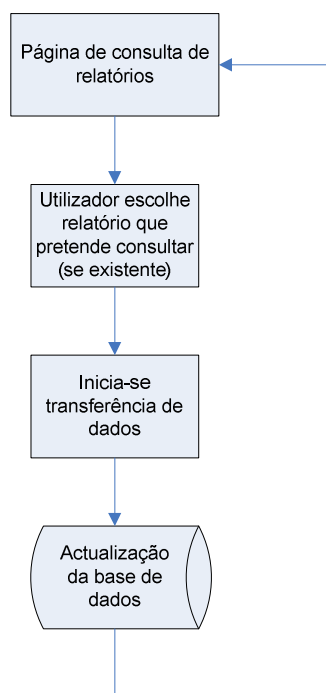 Página de consulta de
relatórios
Utilizador escolhe
relatório que
pretende consultar
(se existente)
Inicia-se
transferência de
dados
Actualização
da base de
dados